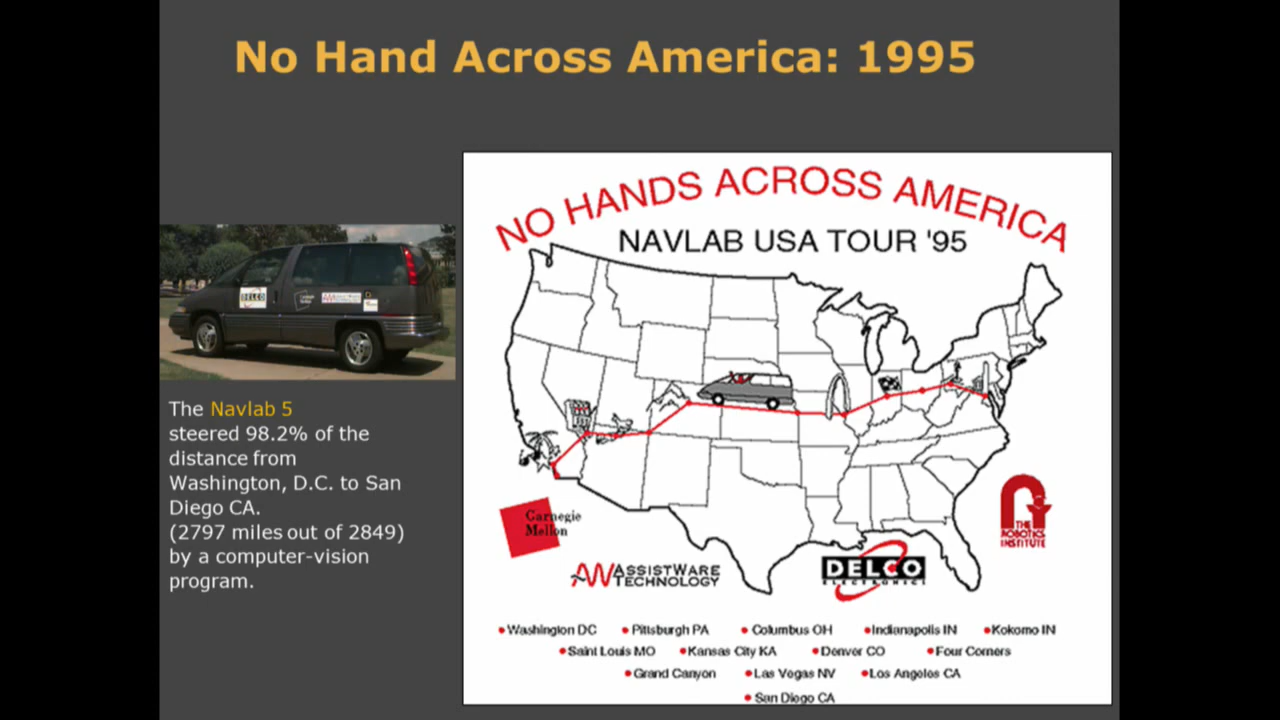 No Hand Across America: 1995
NO HANDS ACROSS AMERICA
NAVLAB USA TOUR '95
DELCO
The Navlab 5
steered 98.2% of the
distance from
Washington, D.C. to San
Diego CA.
(2797 miles out of 2849)
by a computer-vision
program.
Carnegie
Mellon
ASSISTWARE
TECHNOLOGY
DELCO
ELECTRONICS
THE
ROBOTICS
INSTITUTE
• Washington DC • Pittsburgh PA • Columbus OH • Indianapolis IN • Kokomo IN
• Saint Louis MO • Kansas City KA • Denver CO • Four Corners
• Grand Canyon • Las Vegas NV • Los Angeles CA
• San Diego CA